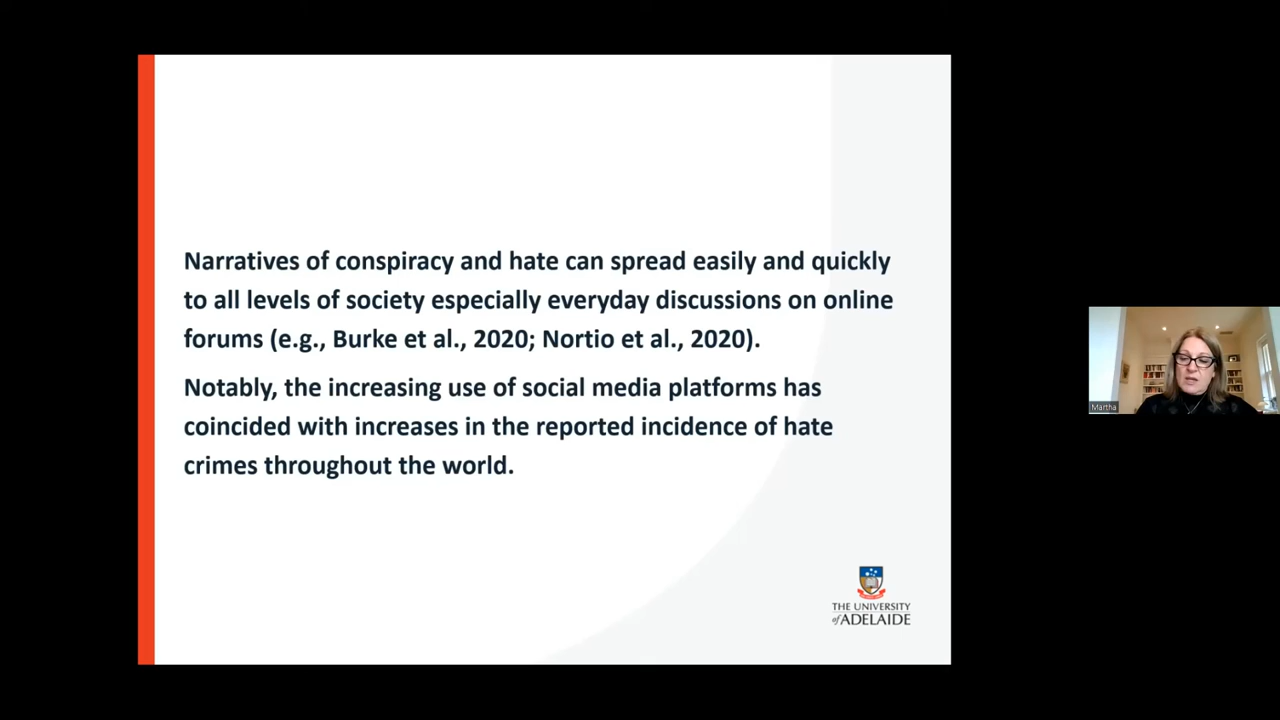 Narratives of conspiracy and hate can spread easily and quickly
to all levels of society especially everyday discussions on online
forums (e.g., Burke et al., 2020; Nortio et al., 2020).
Notably, the increasing use of social media platforms has
coincided with increases in the reported incidence of hate
crimes throughout the world.
Martha
THE UNIVERSITY
of ADELAIDE